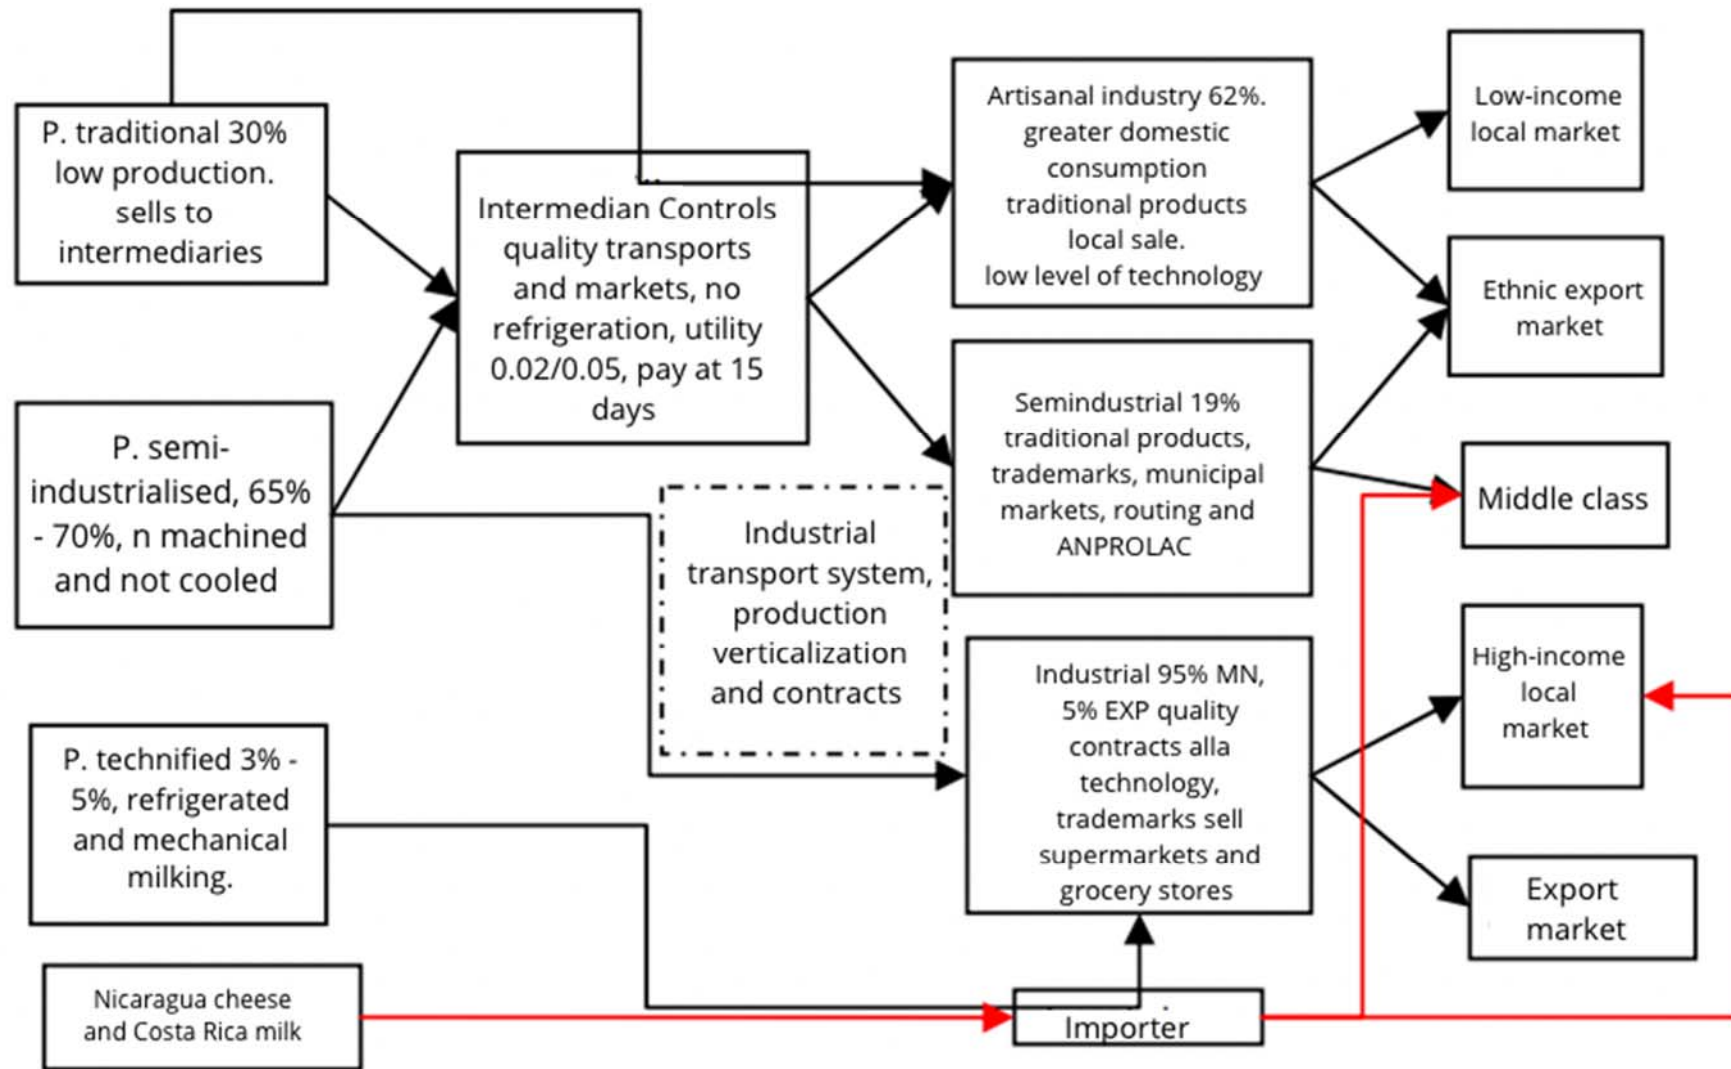 P. traditional 30%
low production.
sells to
intermediaries
P. semi-
industrialised, 65%
- 70%, n machined
and not cooled
P. technified 3% -
5%, refrigerated
and mechanical
milking.
Nicaragua cheese
and Costa Rica milk
Intermedian Controls
quality transports
and markets, no
refrigeration, utility
0.02/0.05, pay at 15
days
Industrial
transport system,
production
verticalization
and contracts
Artisanal industry 62%.
greater domestic
consumption
traditional products
local sale.
low level of technology
Semindustrial 19%
traditional products,
trademarks, municipal
markets, routing and
ANPROLAC
Industrial 95% MN,
5% EXP quality
contracts alla
technology,
trademarks sell
supermarkets and
grocery stores
Importer
Low-income
local market
Ethnic export
market
Middle class
High-income
local
market
Export
market